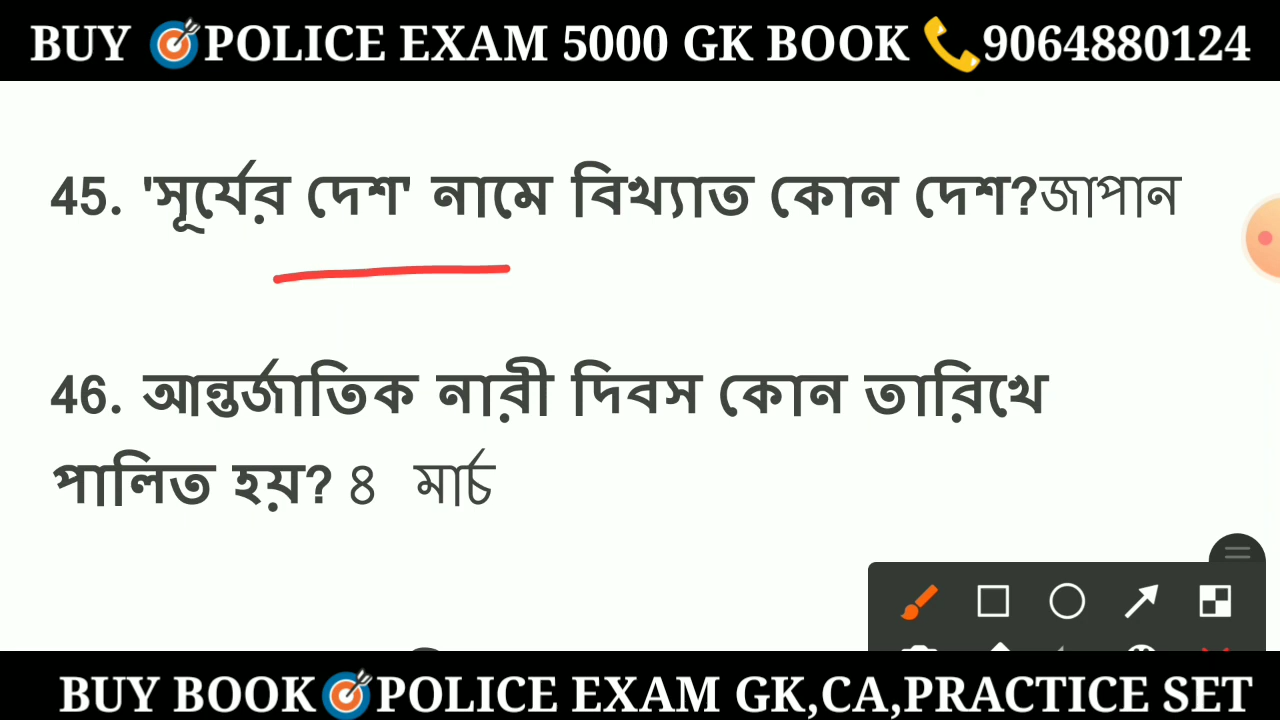 BUY 🎯POLICE EXAM 5000 GK BOOK 📞9064880124
45. 'সূর্যের দেশ' নামে বিখ্যাত কোন দেশ?জাপান
46. আন্তর্জাতিক নারী দিবস কোন তারিখে
পালিত হয়? 8 মার্চ
BUY BOOK🎯POLICE EXAM GK,CA,PRACTICE SET